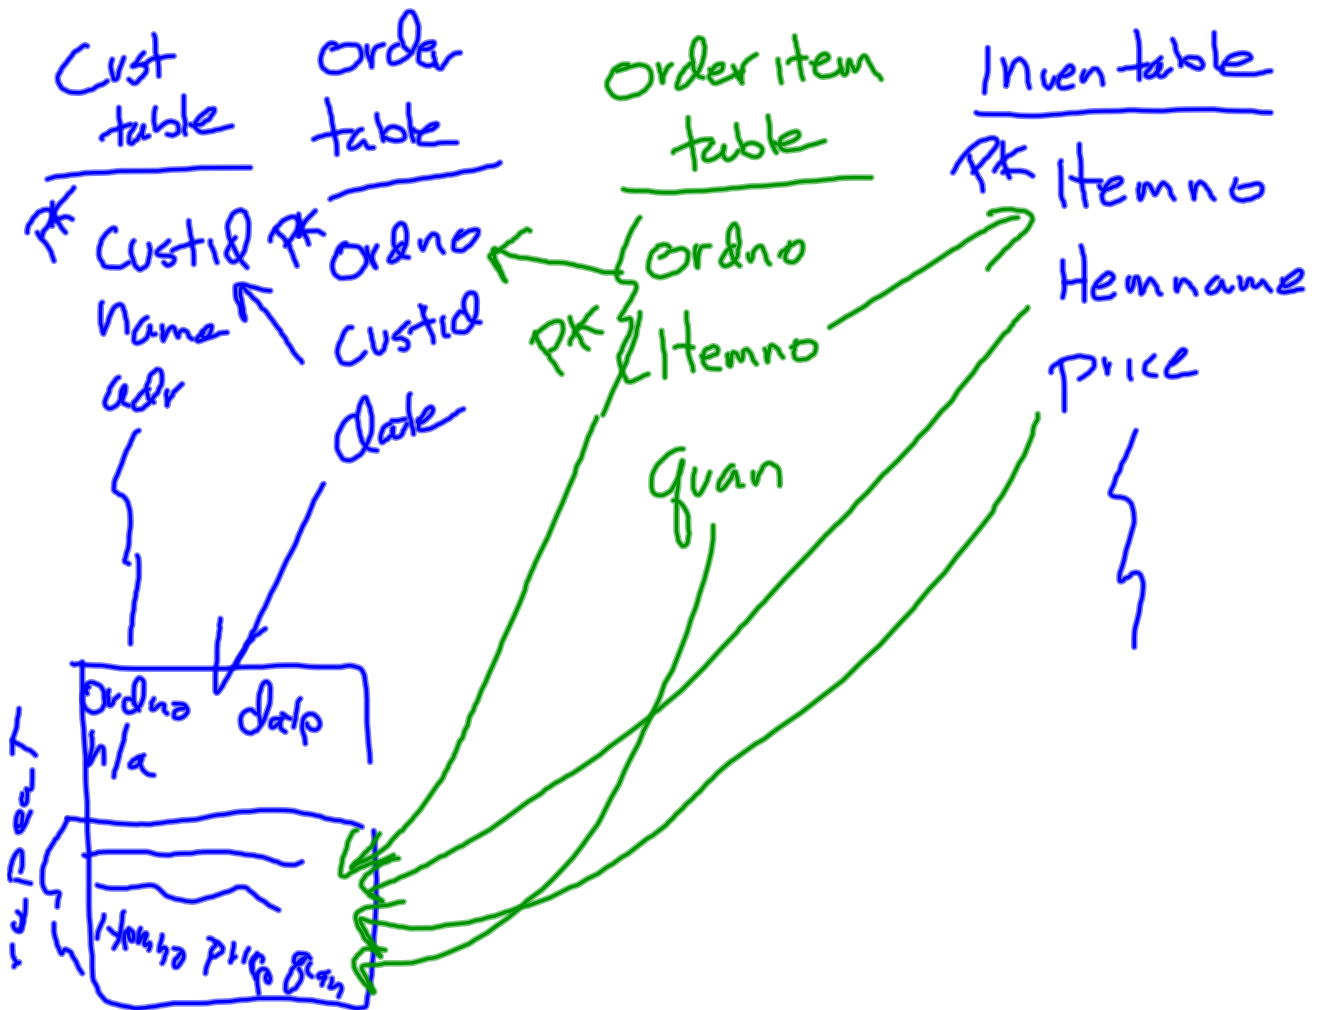 Cust
table
PK
Custid
name
adr
order
table
PK
ordno
custid
date
order item
table
PK
ordno
Itemno
quan
Inven table
PK
Itemno
Itemname
price
ordno date
n/a
repeat
itemno price quan